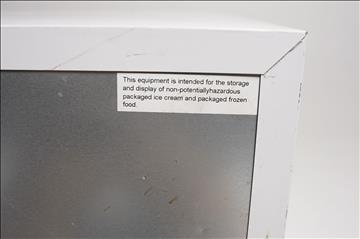 This equipment is intended for the storage
and display of non-potentiallyhazardous
packaged ice cream and packaged frozen
food.